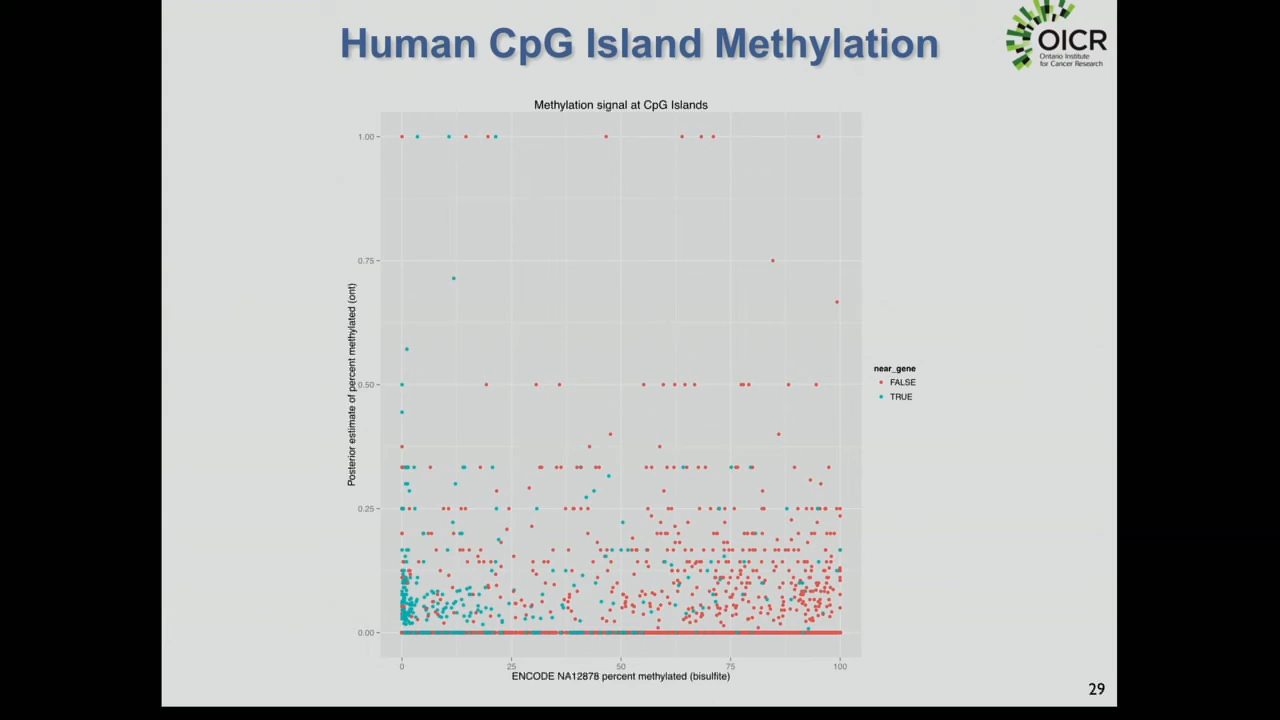 Human CpG Island Methylation
OICR
Ontario Institute
for Cancer Research
Methylation signal at CpG Islands
1.00
0.75
0.50
0.25
0.00
Posterior estimate of percent methylated (ont)
0
25
50
75
100
ENCODE NA12878 percent methylated (bisulfite)
near_gene
FALSE
TRUE
29